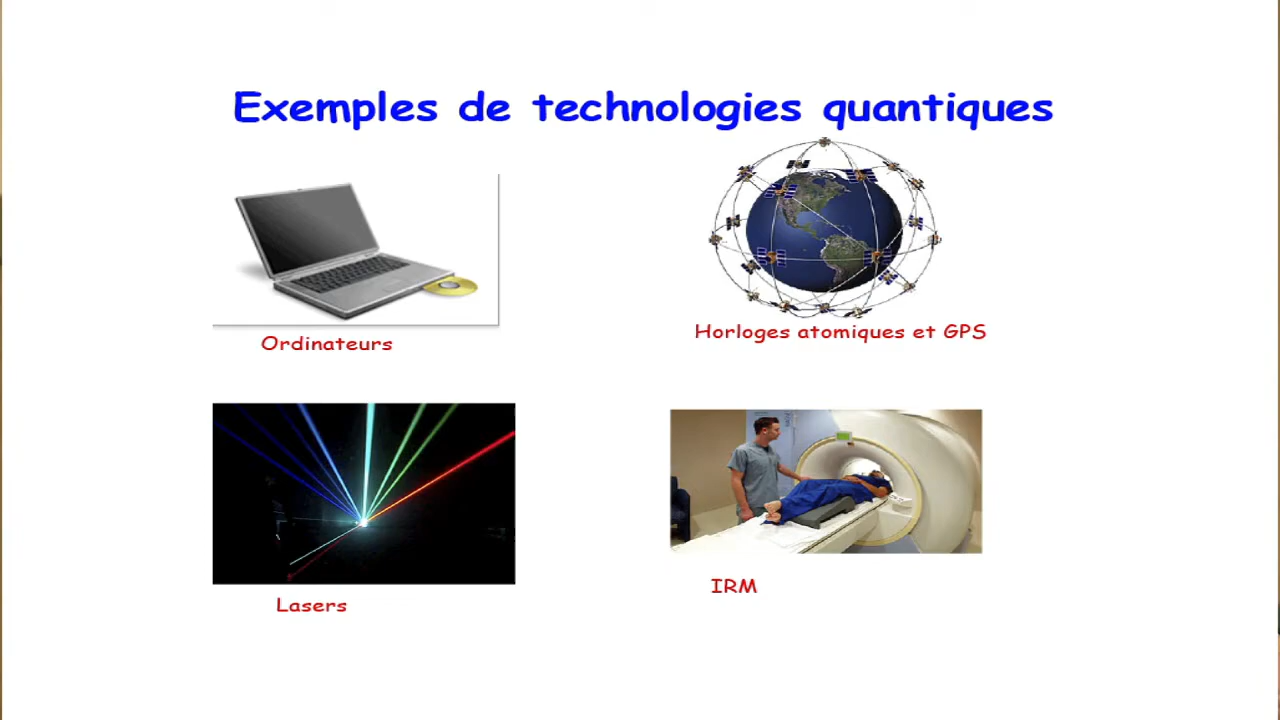 Exemples de technologies quantiques
Ordinateurs
Horloges atomiques et GPS
Lasers
IRM